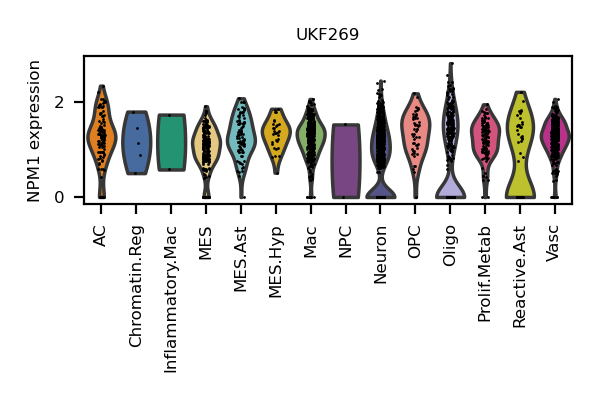 UKF269
NPM1 expression
2
0
AC
Chromatin.Reg
Inflammatory.Mac
MES
MES.Ast
MES.Hyp
Mac
NPC
Neuron
OPC
Oligo
Prolif.Metab
Reactive.Ast
Vasc